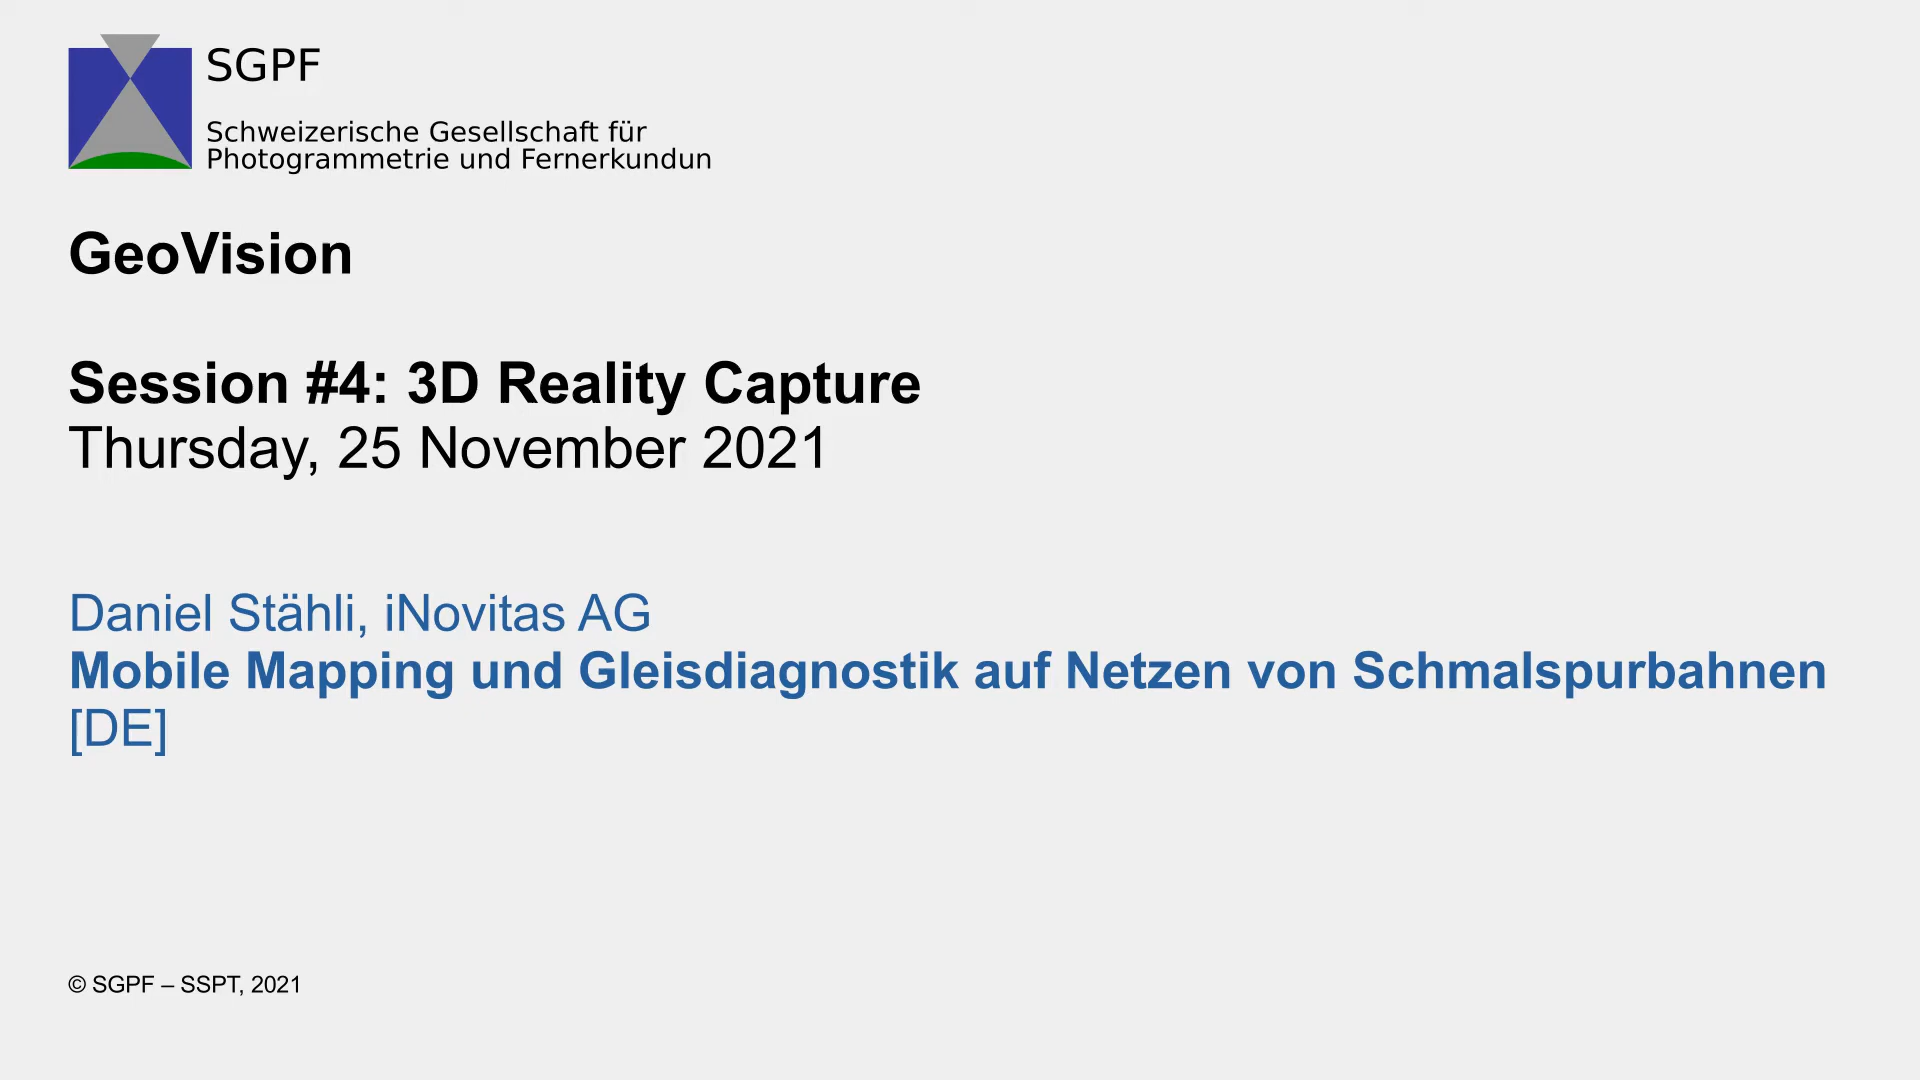 SGPF
Schweizerische Gesellschaft für
Photogrammetrie und Fernerkundun
GeoVision
Session #4: 3D Reality Capture
Thursday, 25 November 2021
Daniel Stähli, iNovitas AG
Mobile Mapping und Gleisdiagnostik auf Netzen von Schmalspurbahnen
[DE]
© SGPF – SSPT, 2021